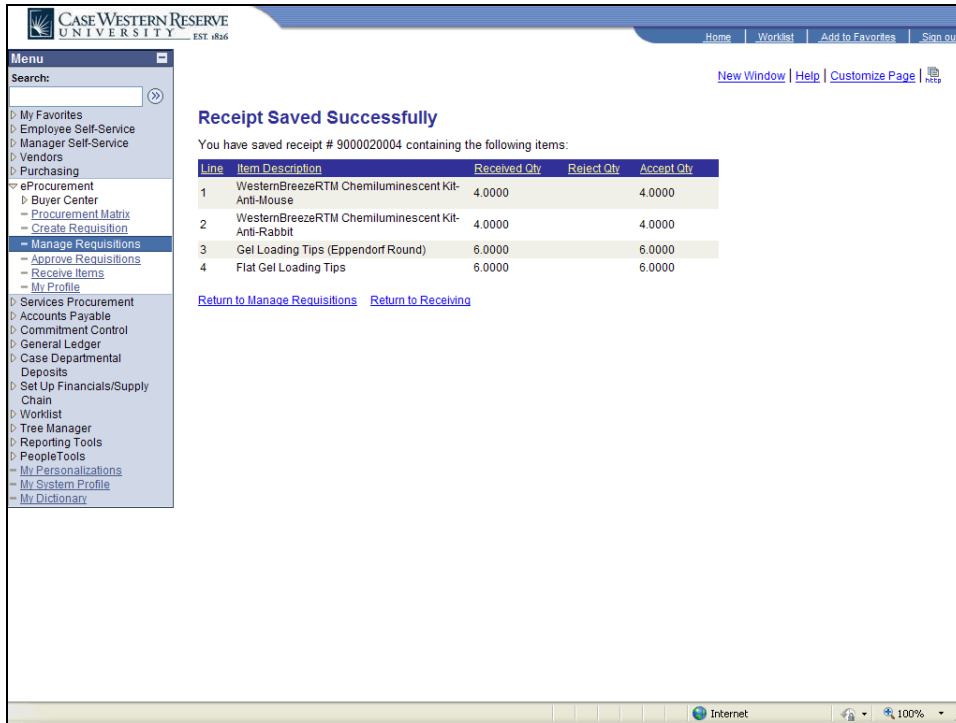 CASE WESTERN RESERVE
UNIVERSITY EST. 1826
Home Worklist Add to Favorites Sign ou
Menu
Search:
My Favorites
Employee Self-Service
Manager Self-Service
Vendors
Purchasing
eProcurement
Buyer Center
Procurement Matrix
Create Requisition
Manage Requisitions
Approve Requisitions
Receive Items
My Profile
Services Procurement
Accounts Payable
Commitment Control
General Ledger
Case Departmental
Deposits
Set Up Financials/Supply
Chain
Worklist
Tree Manager
Reporting Tools
PeopleTools
My Personalizations
My System Profile
My Dictionary
New Window | Help | Customize Page | http
Receipt Saved Successfully
You have saved receipt # 9000020004 containing the following items:
Line Item Description Received Qty Reject Qty Accept Qty
1 WesternBreezeRTM Chemiluminescent Kit-
Anti-Mouse 4.0000 4.0000
2 WesternBreezeRTM Chemiluminescent Kit-
Anti-Rabbit 4.0000 4.0000
3 Gel Loading Tips (Eppendorf Round) 6.0000 6.0000
4 Flat Gel Loading Tips 6.0000 6.0000
Return to Manage Requisitions Return to Receiving
Internet 100%